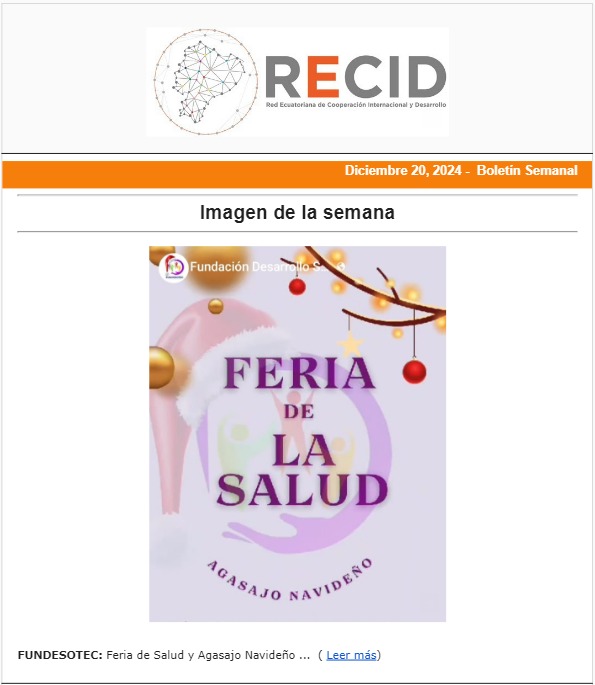 RECID
Red Ecuatoriana de Cooperación Internacional y Desarrollo
Diciembre 20, 2024 - Boletín Semanal
Imagen de la semana
Fundación Desarrollo
FERIA
DE
LA
SALUD
AGASAJO NAVIDEÑO
FUNDESOTEC: Feria de Salud y Agasajo Navideño ... ( Leer más)